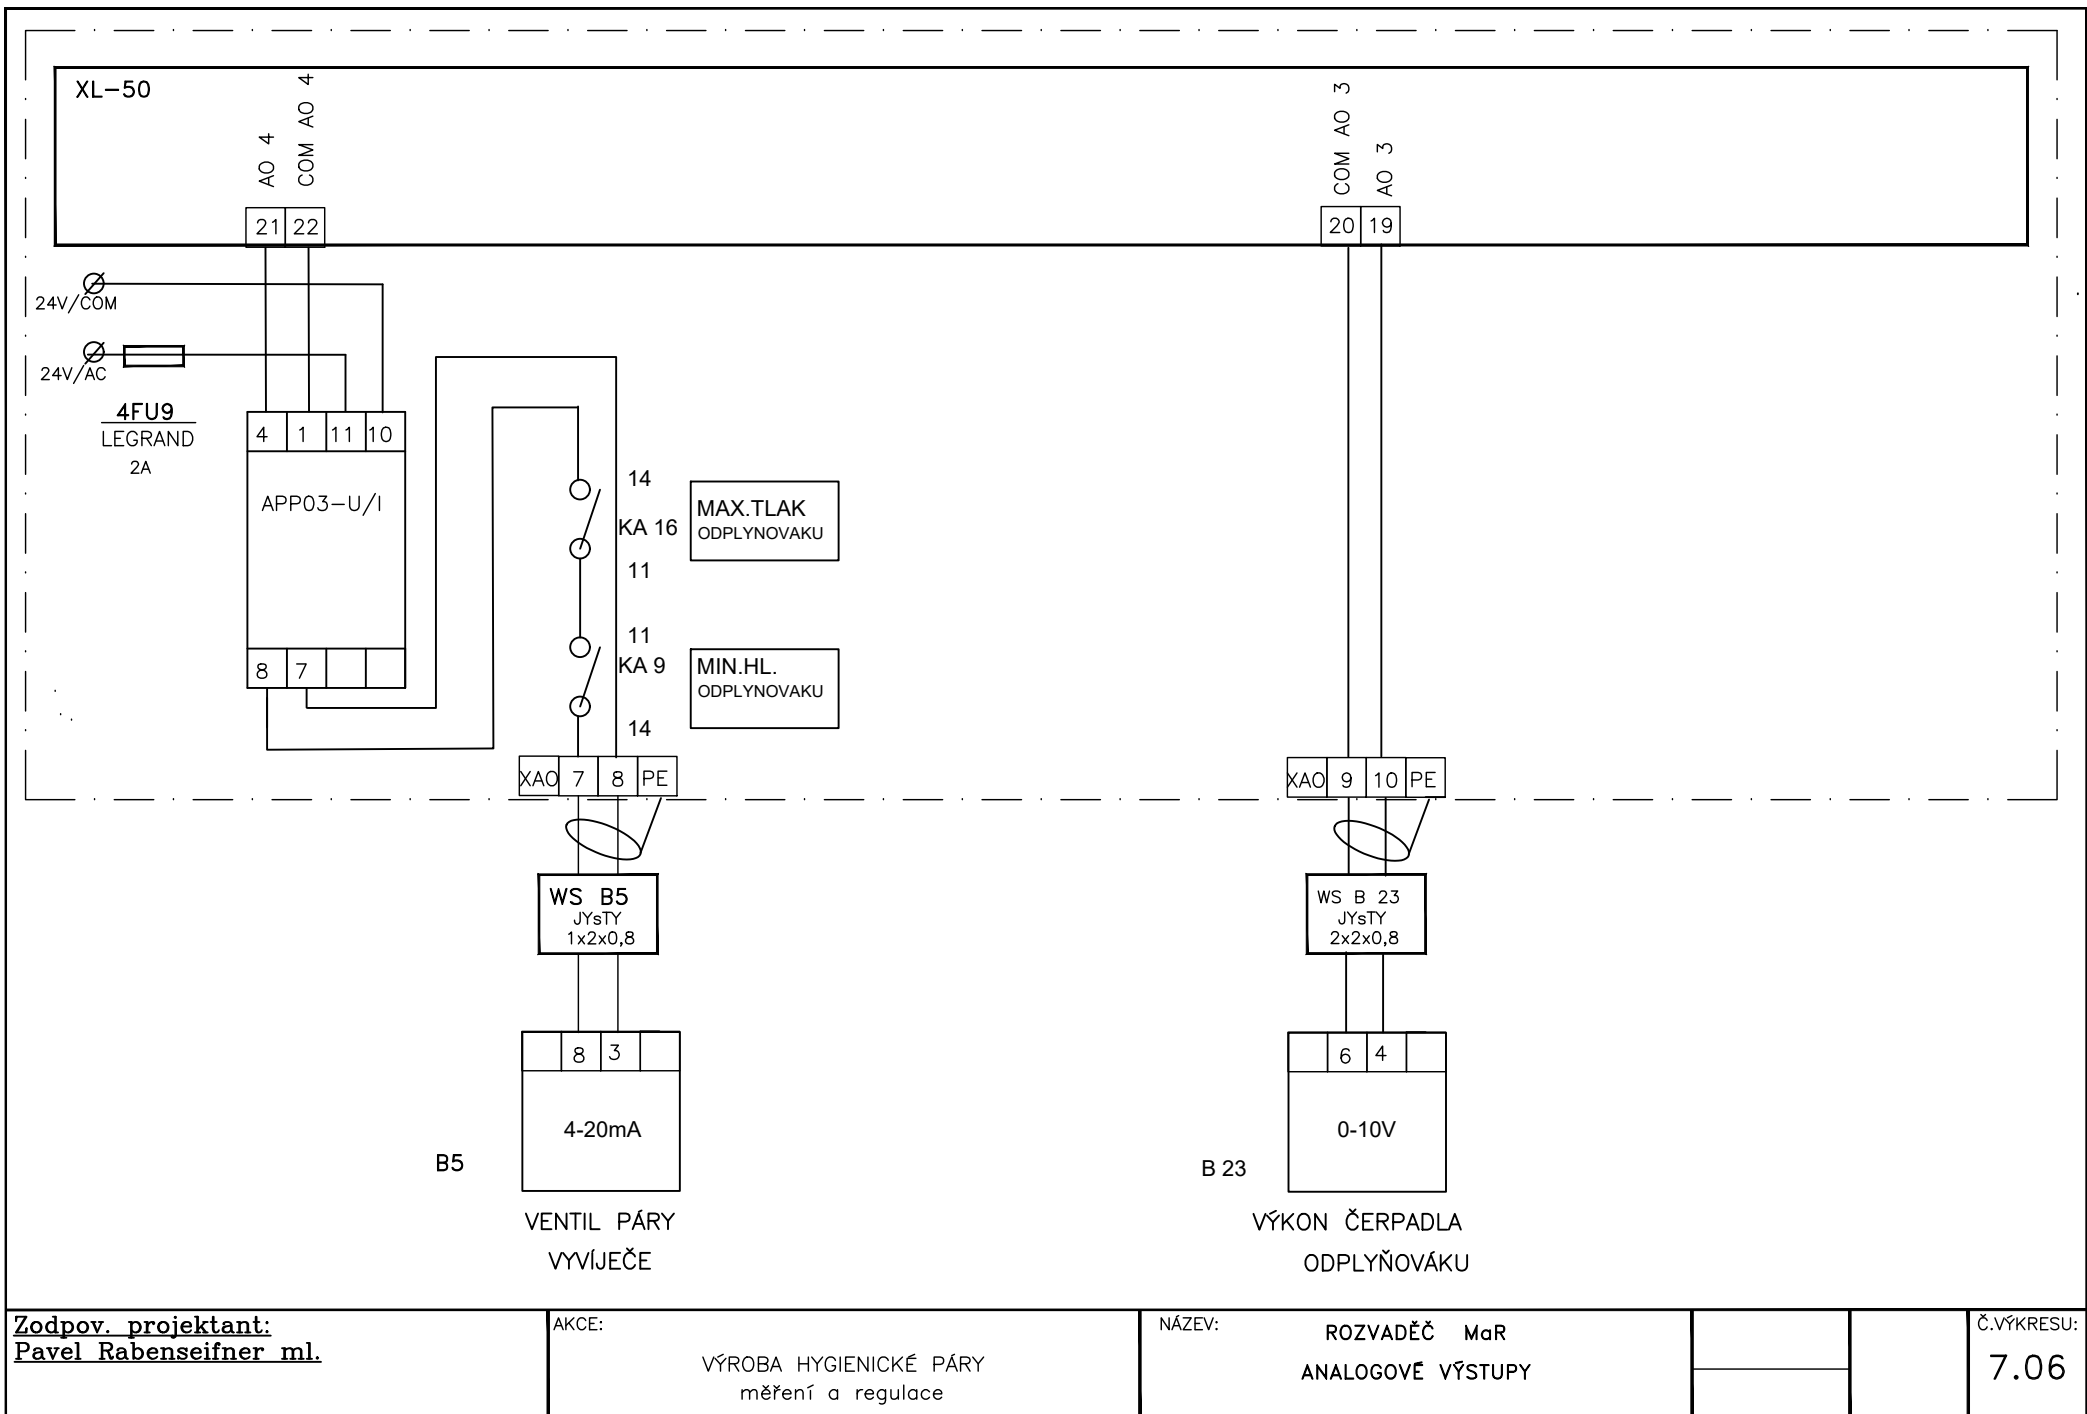 XL-50
AO 4
COM AO 4
COM AO 3
AO 3
21 22
20 19
24V/COM
24V/AC
4FU9
LEGRAND
2A
4 1 11 10
APP03-U/I
8 7
14
KA 16
11
MAX.TLAK
ODPLYNOVAKU
11
KA 9
14
MIN.HL.
ODPLYNOVAKU
XAO 7 8 PE
XAO 9 10 PE
WS B5
JYsTY
1x2x0,8
WS B 23
JYsTY
2x2x0,8
8 3
4-20mA
B5
VENTIL PÁRY
VYVÍJEČE
6 4
0-10V
B 23
VÝKON ČERPADLA
ODPLYŇOVÁKU
Zodpov. projektant:
Pavel Rabenseifner ml.
AKCE:
VÝROBA HYGIENICKÉ PÁRY
měření a regulace
NÁZEV:
ROZVADĚČ MaR
ANALOGOVÉ VÝSTUPY
Č.VÝKRESU:
7.06